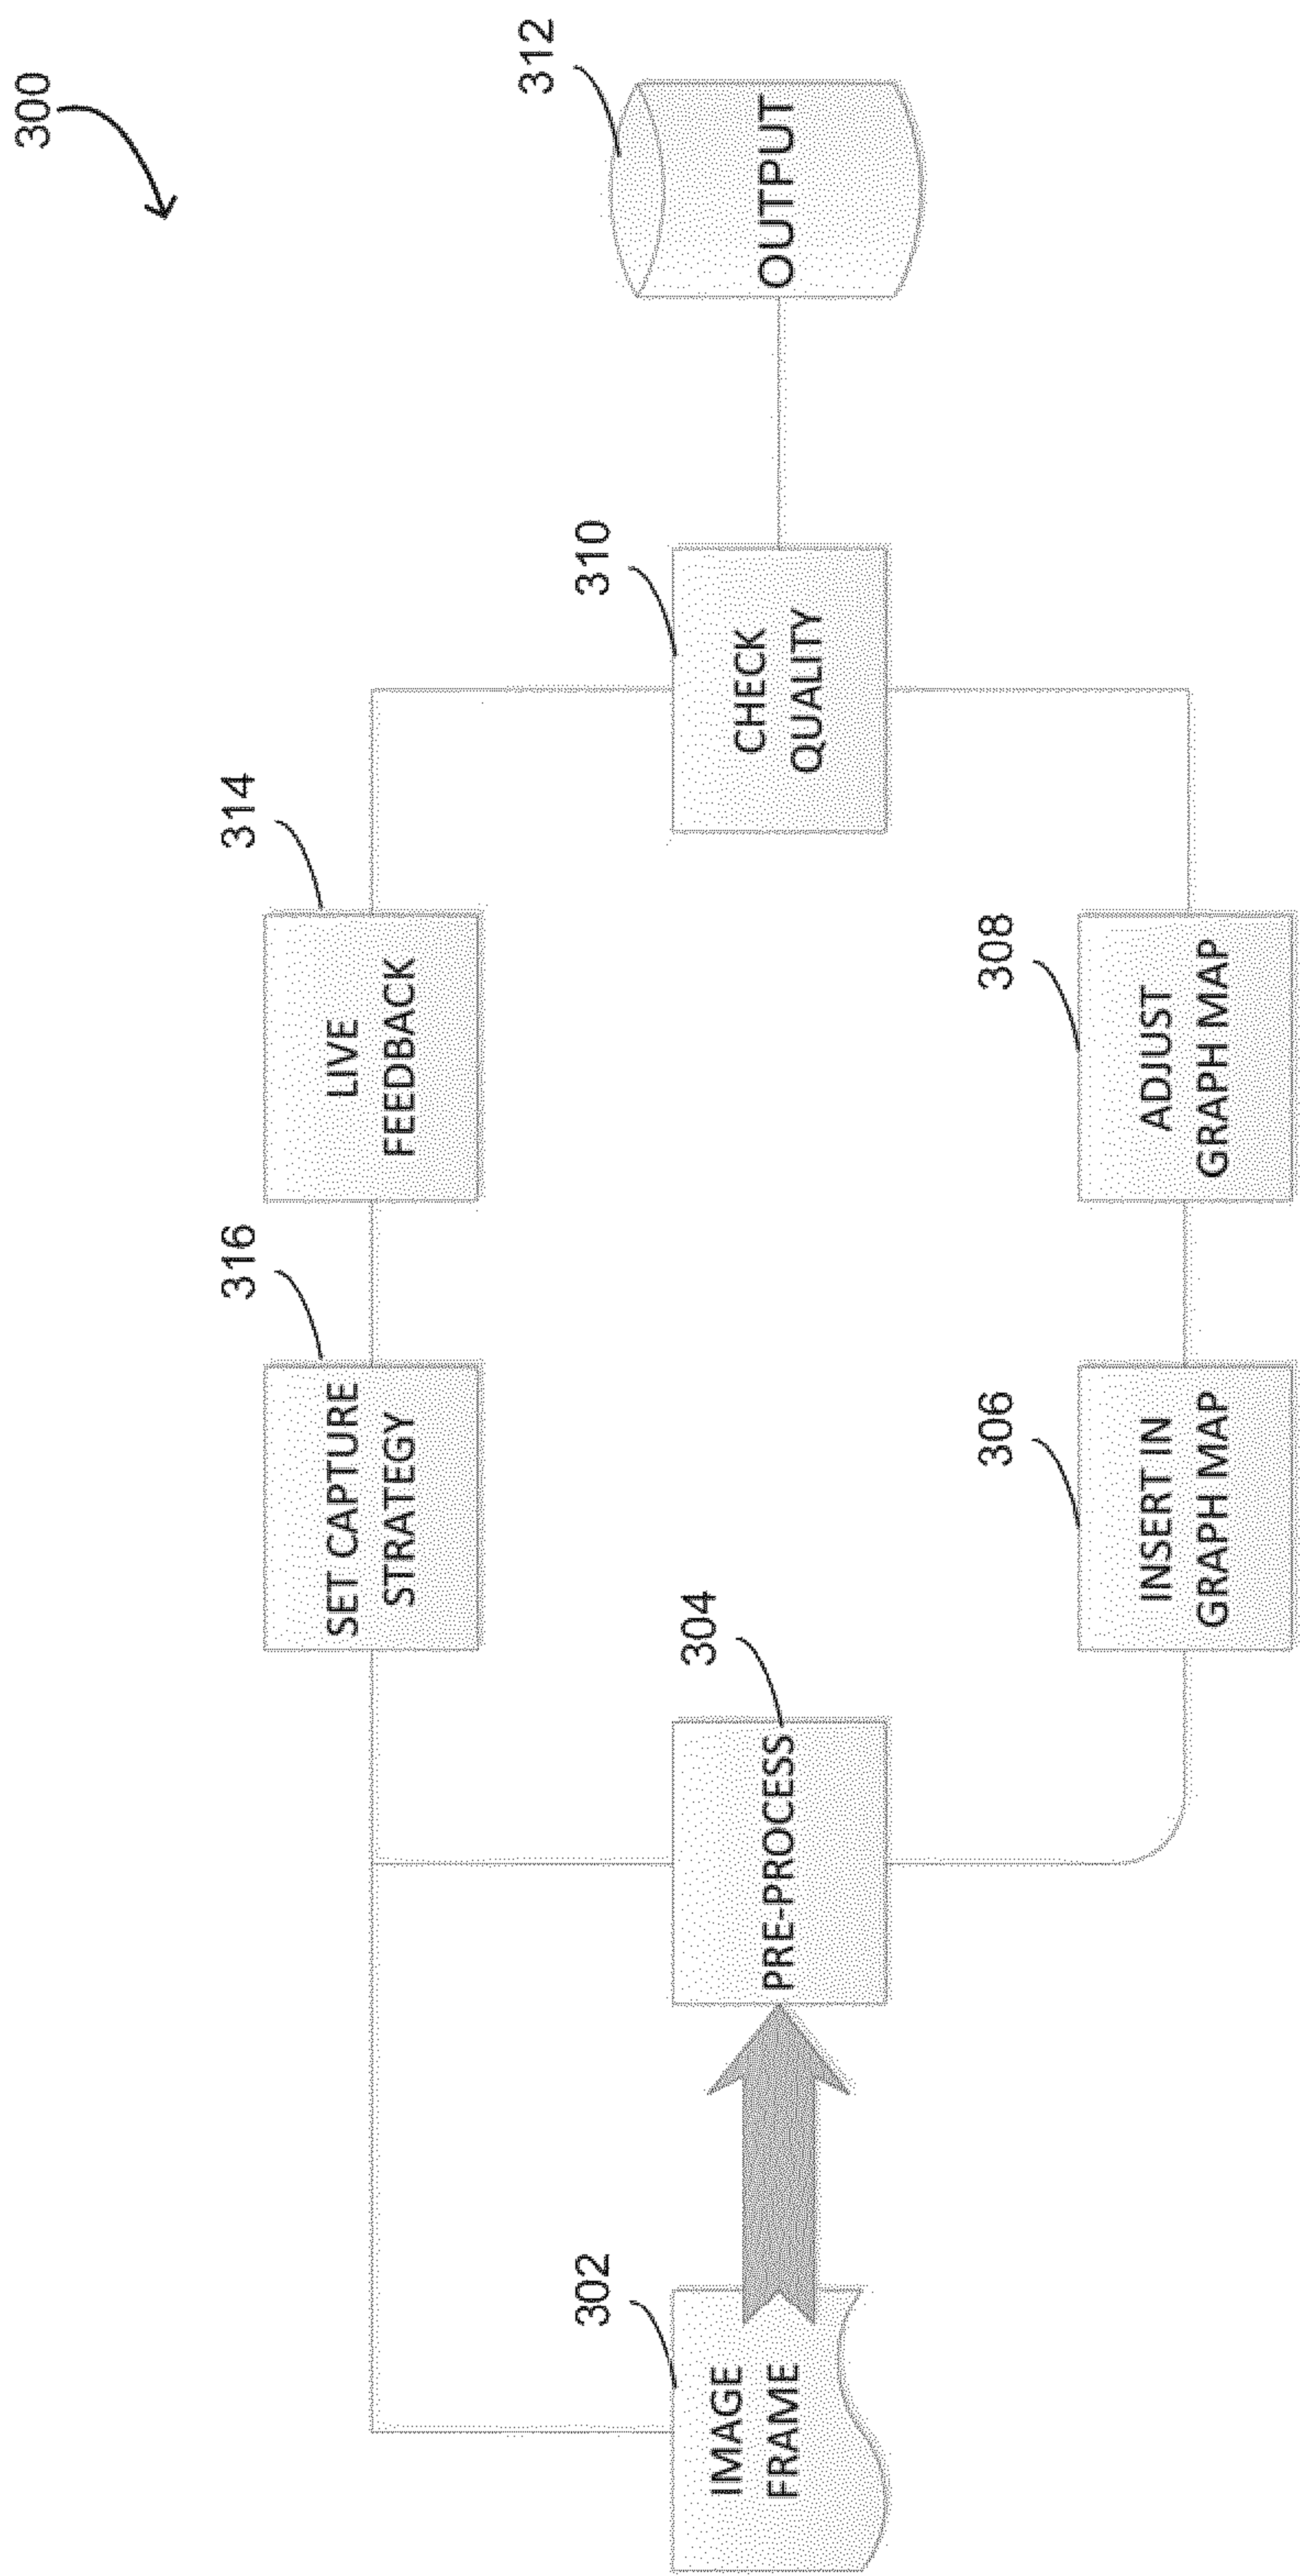 300
302
IMAGE
FRAME
304
PRE-PROCESS
306
INSERT IN
GRAPH MAP
308
ADJUST
GRAPH MAP
310
CHECK
QUALITY
312
OUTPUT
314
LIVE
FEEDBACK
316
SET CAPTURE
STRATEGY